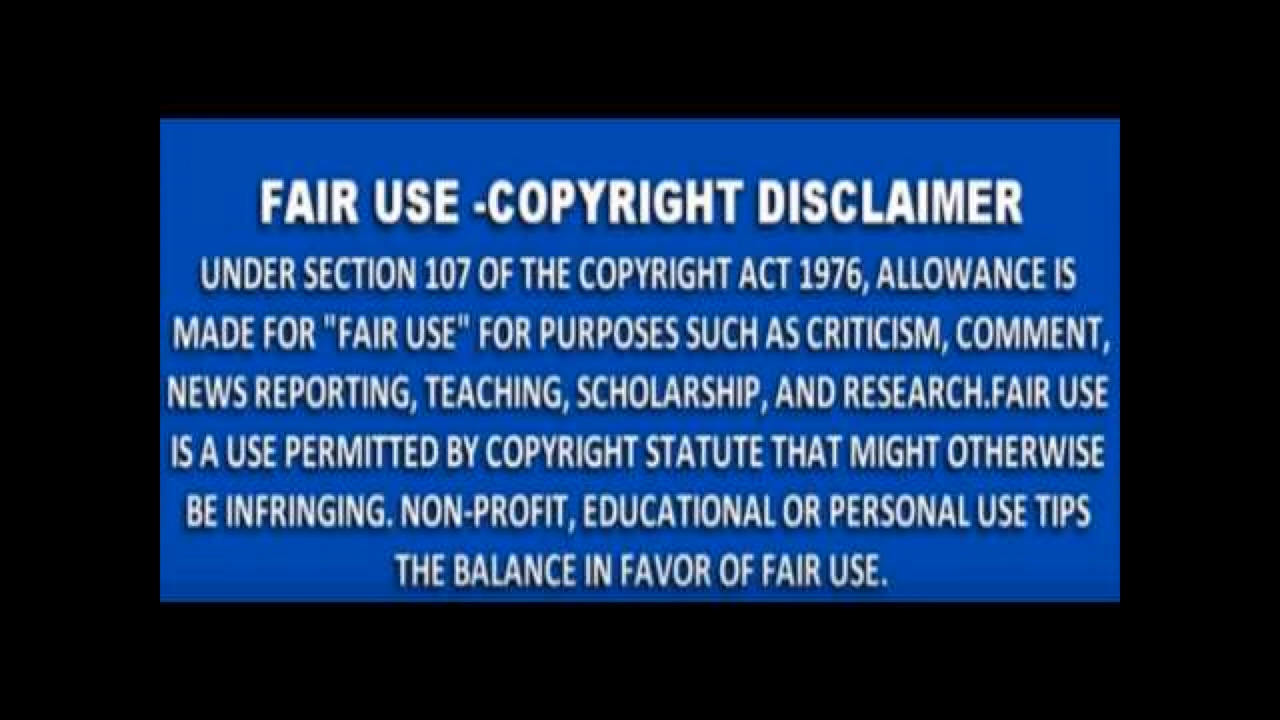 FAIR USE -COPYRIGHT DISCLAIMER
UNDER SECTION 107 OF THE COPYRIGHT ACT 1976, ALLOWANCE IS
MADE FOR "FAIR USE" FOR PURPOSES SUCH AS CRITICISM, COMMENT,
NEWS REPORTING, TEACHING, SCHOLARSHIP, AND RESEARCH.FAIR USE
IS A USE PERMITTED BY COPYRIGHT STATUTE THAT MIGHT OTHERWISE
BE INFRINGING. NON-PROFIT, EDUCATIONAL OR PERSONAL USE TIPS
THE BALANCE IN FAVOR OF FAIR USE.